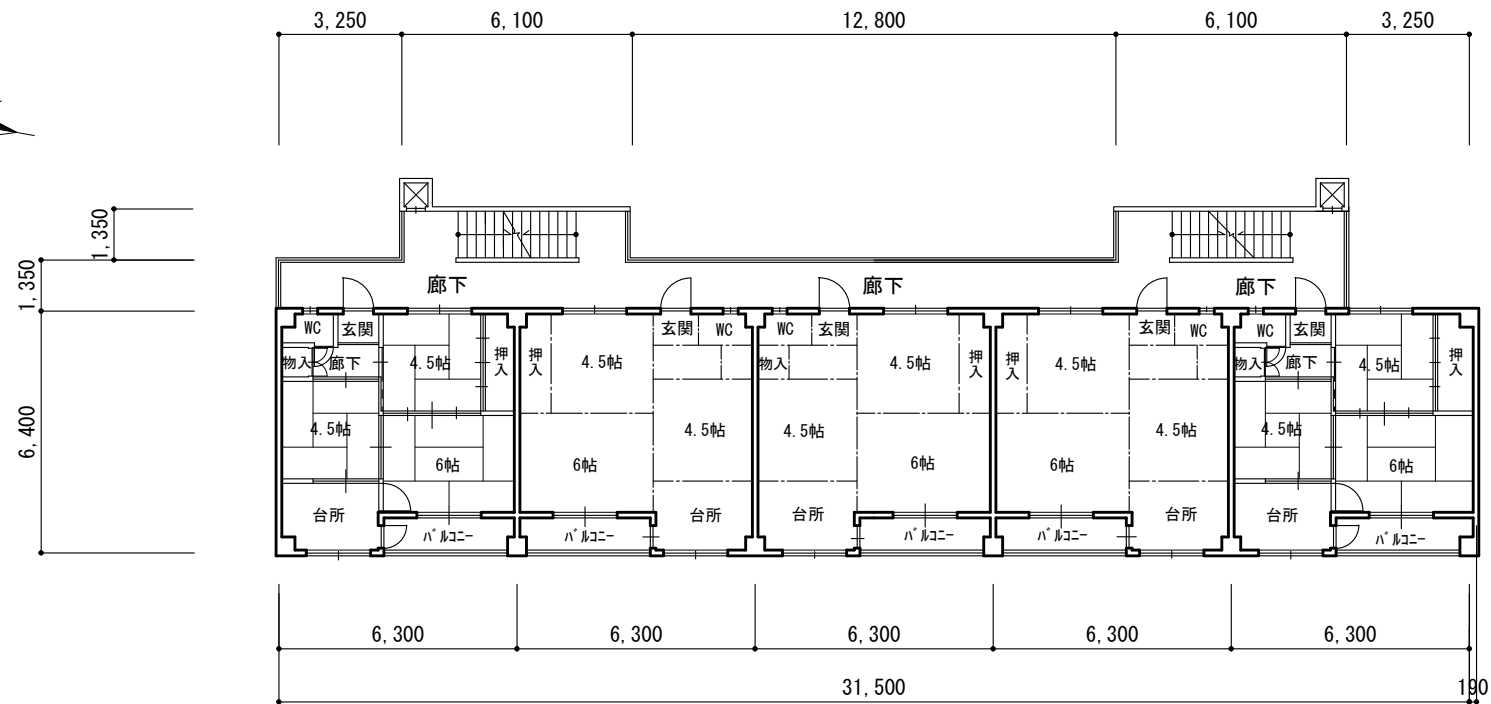 3,250 6,100 12,800 6,100 3,250
1,350
1,350
6,400
廊下 廊下 廊下
WC 玄関 玄関 WC WC 玄関 玄関 WC WC 玄関
物入 廊下 4.5帖 押入 押入 4.5帖 物入 4.5帖 押入 押入 4.5帖 物入 廊下 4.5帖 押入
4.5帖 4.5帖 4.5帖 4.5帖 4.5帖
6帖 6帖 6帖 6帖 6帖
台所 台所 台所 台所 台所
バルコニー バルコニー バルコニー バルコニー バルコニー
6,300 6,300 6,300 6,300 6,300
31,500 190